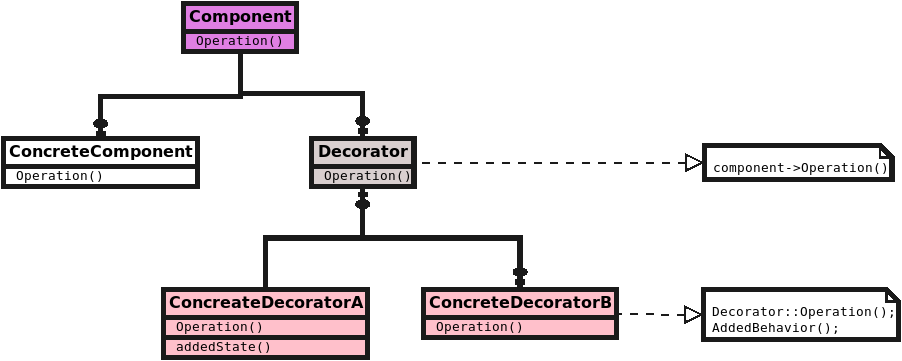 Component
Operation()
ConcreteComponent
Operation()
Decorator
Operation()
component->Operation()
ConcreateDecoratorA
Operation()
addedState()
ConcreteDecoratorB
Operation()
Decorator::Operation();
AddedBehavior();